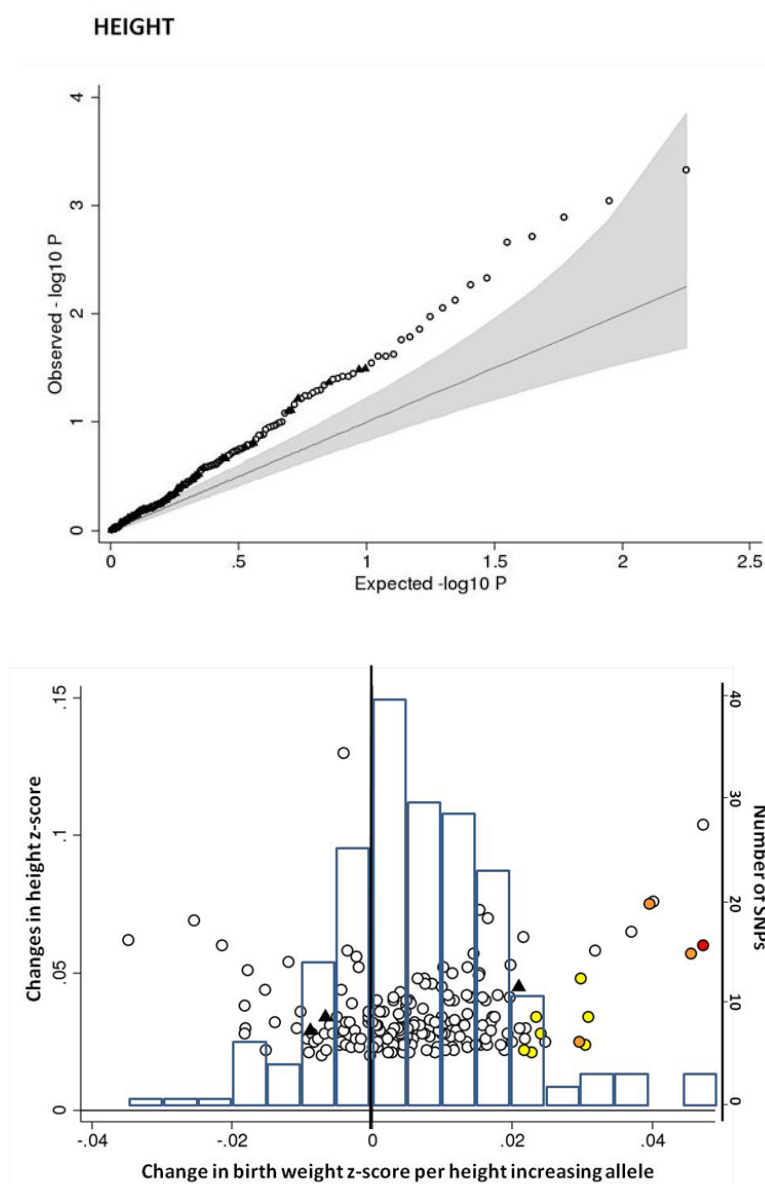 HEIGHT
4
3
2
1
0
Observed - log10 P
0 .5 1 1.5 2 2.5
Expected -log10 P
.15
.1
.05
0
Changes in height z-score
40
30
20
10
0
Number of SNPs
-.04 -.02 0 .02 .04
Change in birth weight z-score per height increasing allele